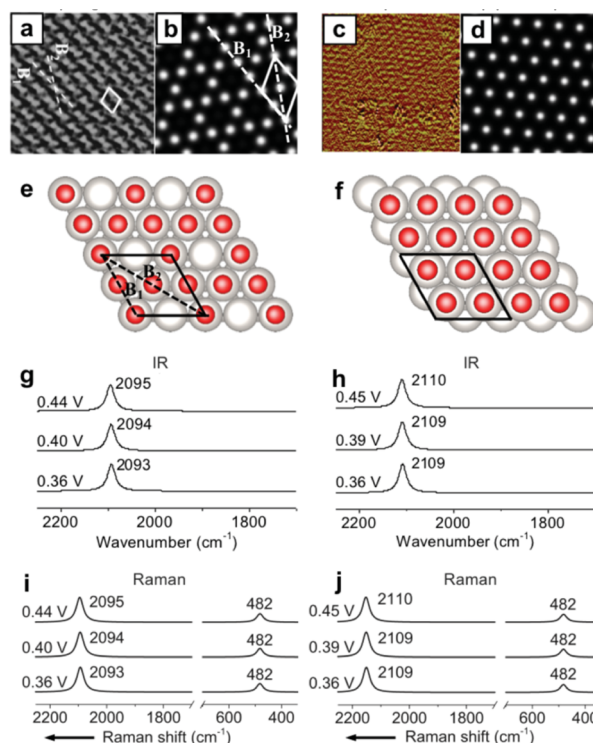 a
b
c
d
B1
B2
B1
B2
e
f
B1
B2
IR
IR
g
h
0.44 V
2095
0.40 V
2094
0.36 V
2093
0.45 V
2110
0.39 V
2109
0.36 V
2109
2200 2000 1800
2200 2000 1700
Wavenumber (cm-1)
Wavenumber (cm-1)
i
Raman
j
Raman
0.44 V 2095 482
0.40 V 2094 482
0.36 V 2093 482
0.45 V 2110 482
0.39 V 2109 482
0.36 V 2109 482
2200 2000 1800 600 400
2200 2000 1800 600 400
Raman shift (cm-1)
Raman shift (cm-1)